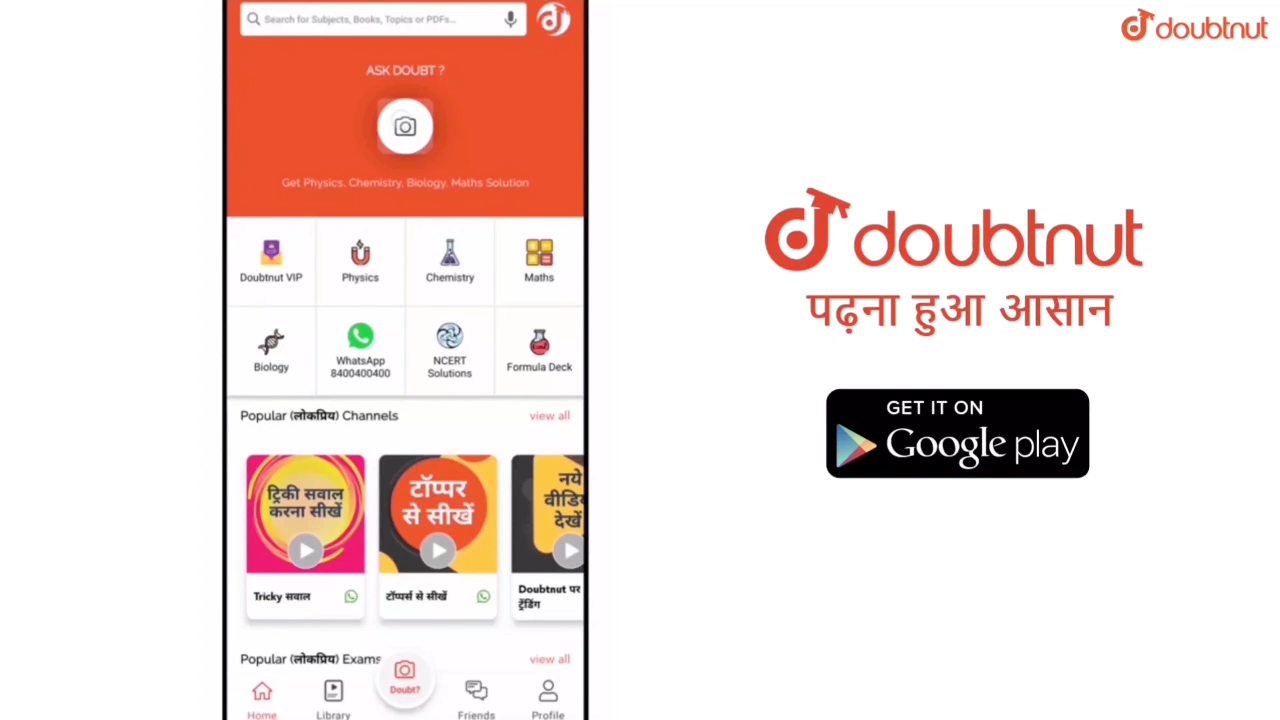 Search for Subjects, Books, Topics or PDFs...
doubtnut
ASK DOUBT ?
Get Physics, Chemistry, Biology, Maths Solution
Doubtnut VIP
Physics
Chemistry
Maths
Biology
WhatsApp
8400400400
NCERT
Solutions
Formula Deck
Popular (लोकप्रिय) Channels
view all
ट्रिकी सवाल
करना सीखें
टॉप्पर
से सीखें
नये
वीडि
देखें
Tricky सवाल
टॉप्पर्स से सीखें
Doubtnut पर
ट्रेंडिंग
Popular (लोकप्रिय) Exams
view all
Doubt?
Home
Library
Friends
Profile
doubtnut
पढ़ना हुआ आसान
GET IT ON
Google play